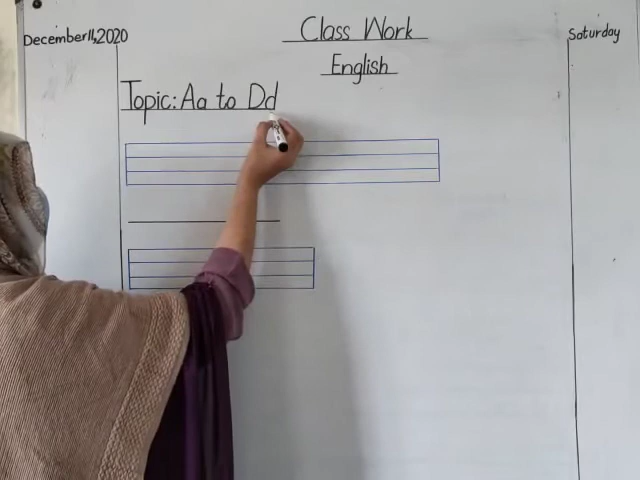 December11,2020
Class Work
Saturday
English
Topic: Aa to Dd